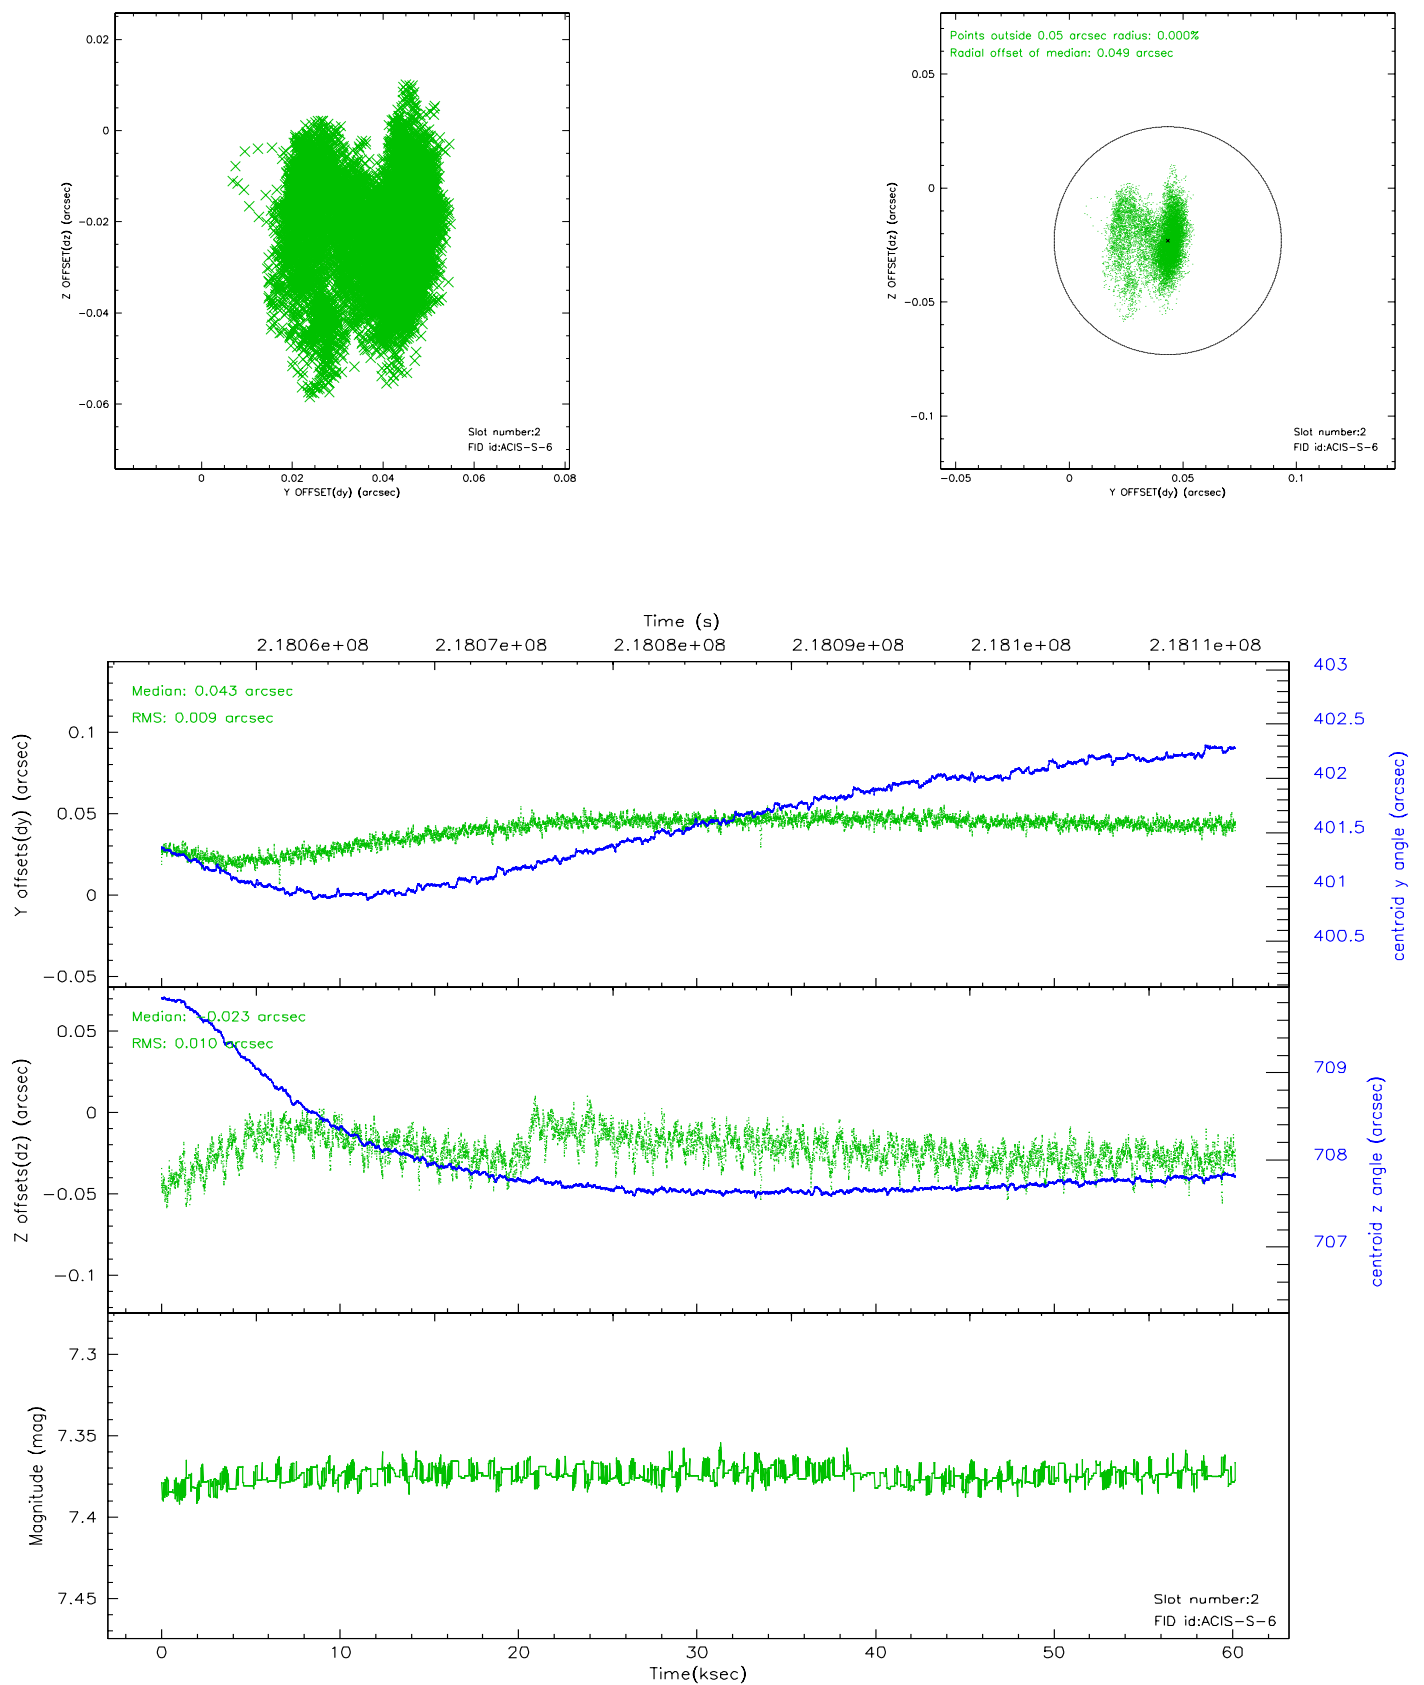 0.02
0
-0.02
-0.04
-0.06
Z OFFSET(dz) (arcsec)
0 0.02 0.04 0.06 0.08
Y OFFSET(dy) (arcsec)
Slot number:2
FID id:ACIS-S-6
Points outside 0.05 arcsec radius: 0.000%
Radial offset of median: 0.049 arcsec
0.05
0
-0.05
-0.1
Z OFFSET(dz) (arcsec)
-0.05 0 0.05 0.1
Y OFFSET(dy) (arcsec)
Slot number:2
FID id:ACIS-S-6
Time (s)
2.1806e+08 2.1807e+08 2.1808e+08 2.1809e+08 2.181e+08 2.1811e+08
Median: 0.043 arcsec
RMS: 0.009 arcsec
0.1
0.05
0
-0.05
Y offsets(dy) (arcsec)
403
402.5
402
401.5
401
400.5
centroid y angle (arcsec)
Median: -0.023 arcsec
RMS: 0.010 arcsec
0.05
0
-0.05
-0.1
Z offsets(dz) (arcsec)
709
708
707
centroid z angle (arcsec)
7.3
7.35
7.4
7.45
Magnitude (mag)
Slot number:2
FID id:ACIS-S-6
0 10 20 30 40 50 60
Time(ksec)